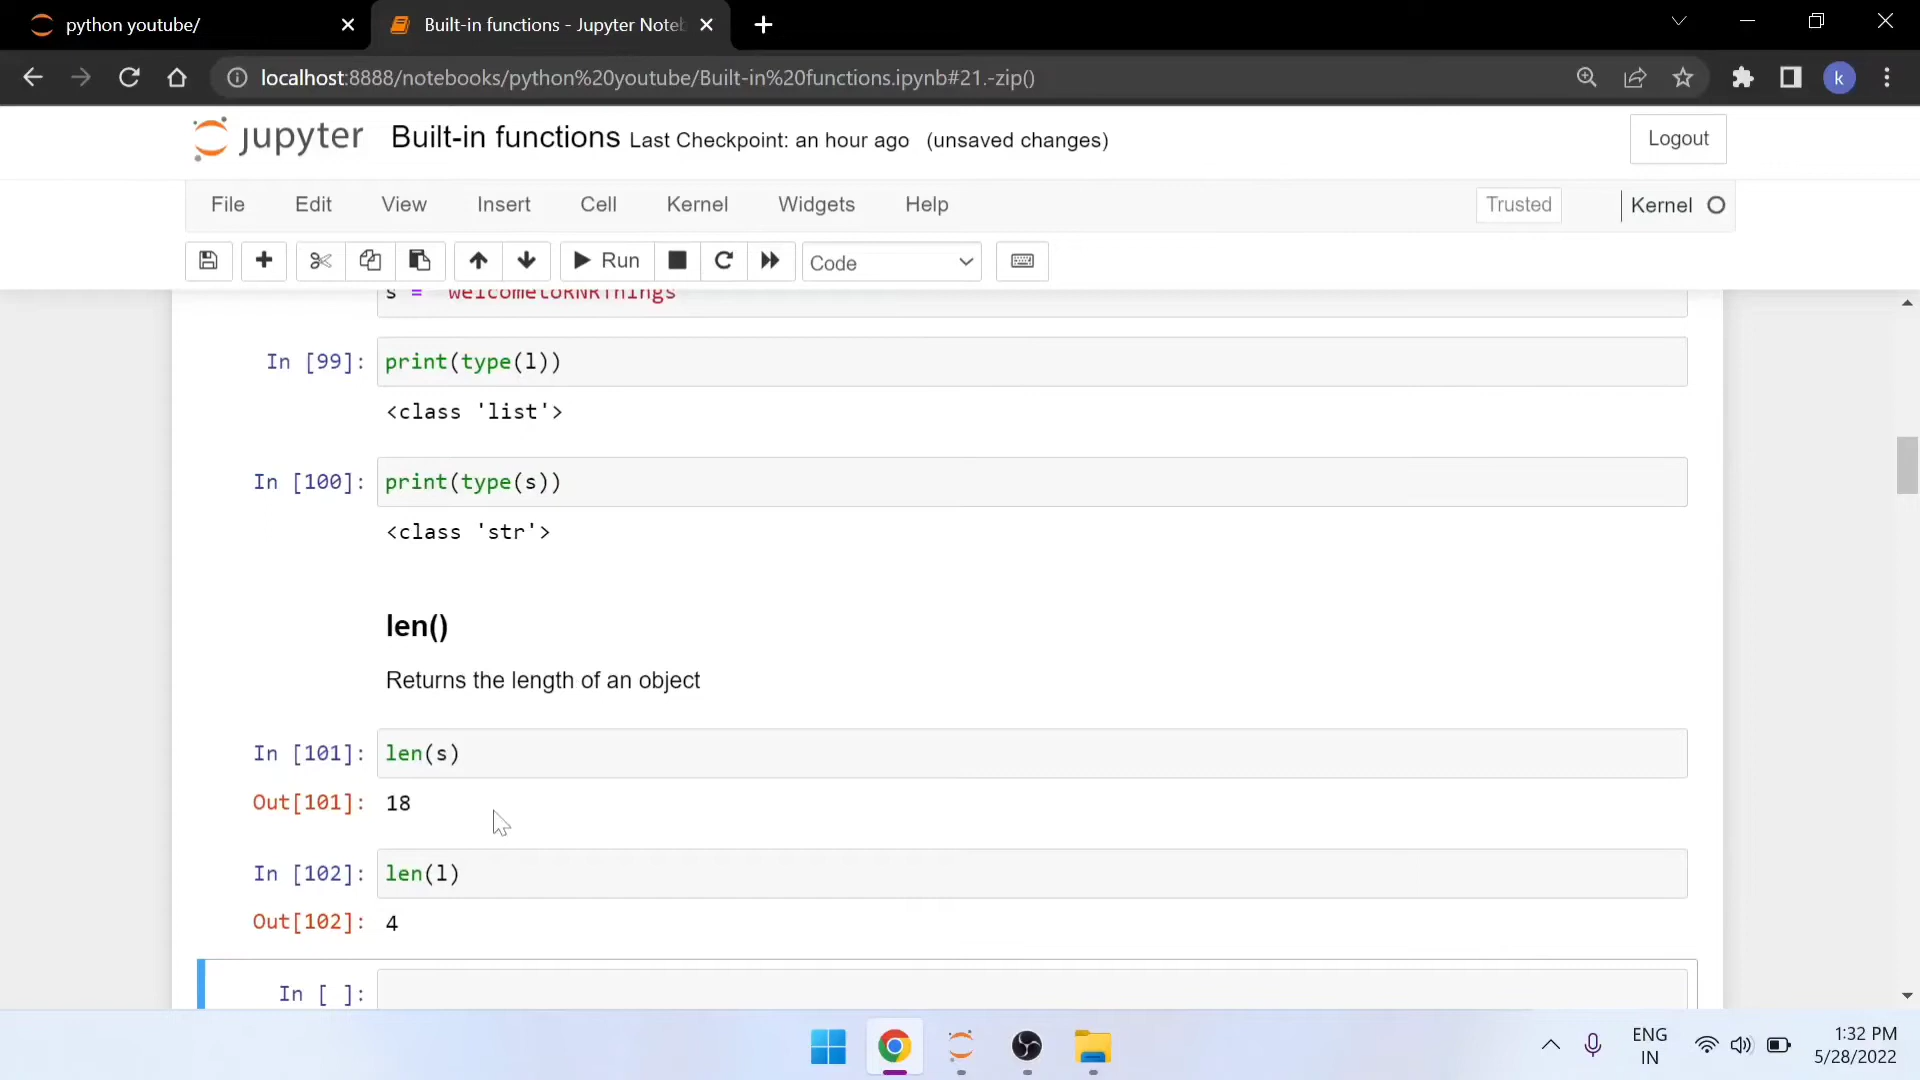 python youtube/
Built-in functions - Jupyter Noteb
localhost:8888/notebooks/python%20youtube/Built-in%20functions.ipynb#21.-zip()
k
jupyter Built-in functions Last Checkpoint: an hour ago (unsaved changes)
Logout
File Edit View Insert Cell Kernel Widgets Help
Trusted Kernel
Run Code
s = welcometoRNRThings
In [99]: print(type(l))
<class 'list'>
In [100]: print(type(s))
<class 'str'>
len()
Returns the length of an object
In [101]: len(s)
Out[101]: 18
In [102]: len(l)
Out[102]: 4
In [ ]:
ENG
IN
1:32 PM
5/28/2022